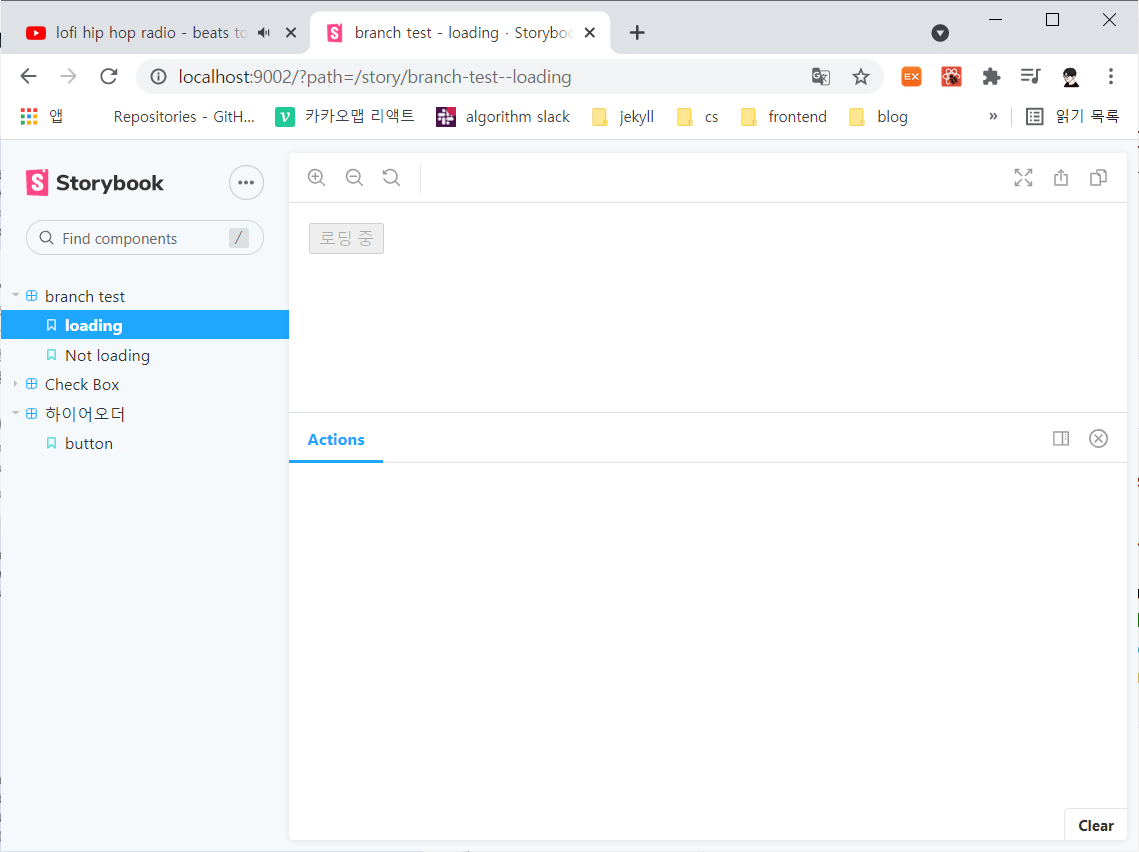 lofi hip hop radio - beats to
branch test - loading · Storyboo
localhost:9002/?path=/story/branch-test--loading
EX
앱
Repositories - GitH...
카카오맵 리액트
algorithm slack
jekyll
cs
frontend
blog
»
읽기 목록
Storybook
Find components
/
로딩 중
branch test
loading
Not loading
Check Box
하이어오더
button
Actions
Clear